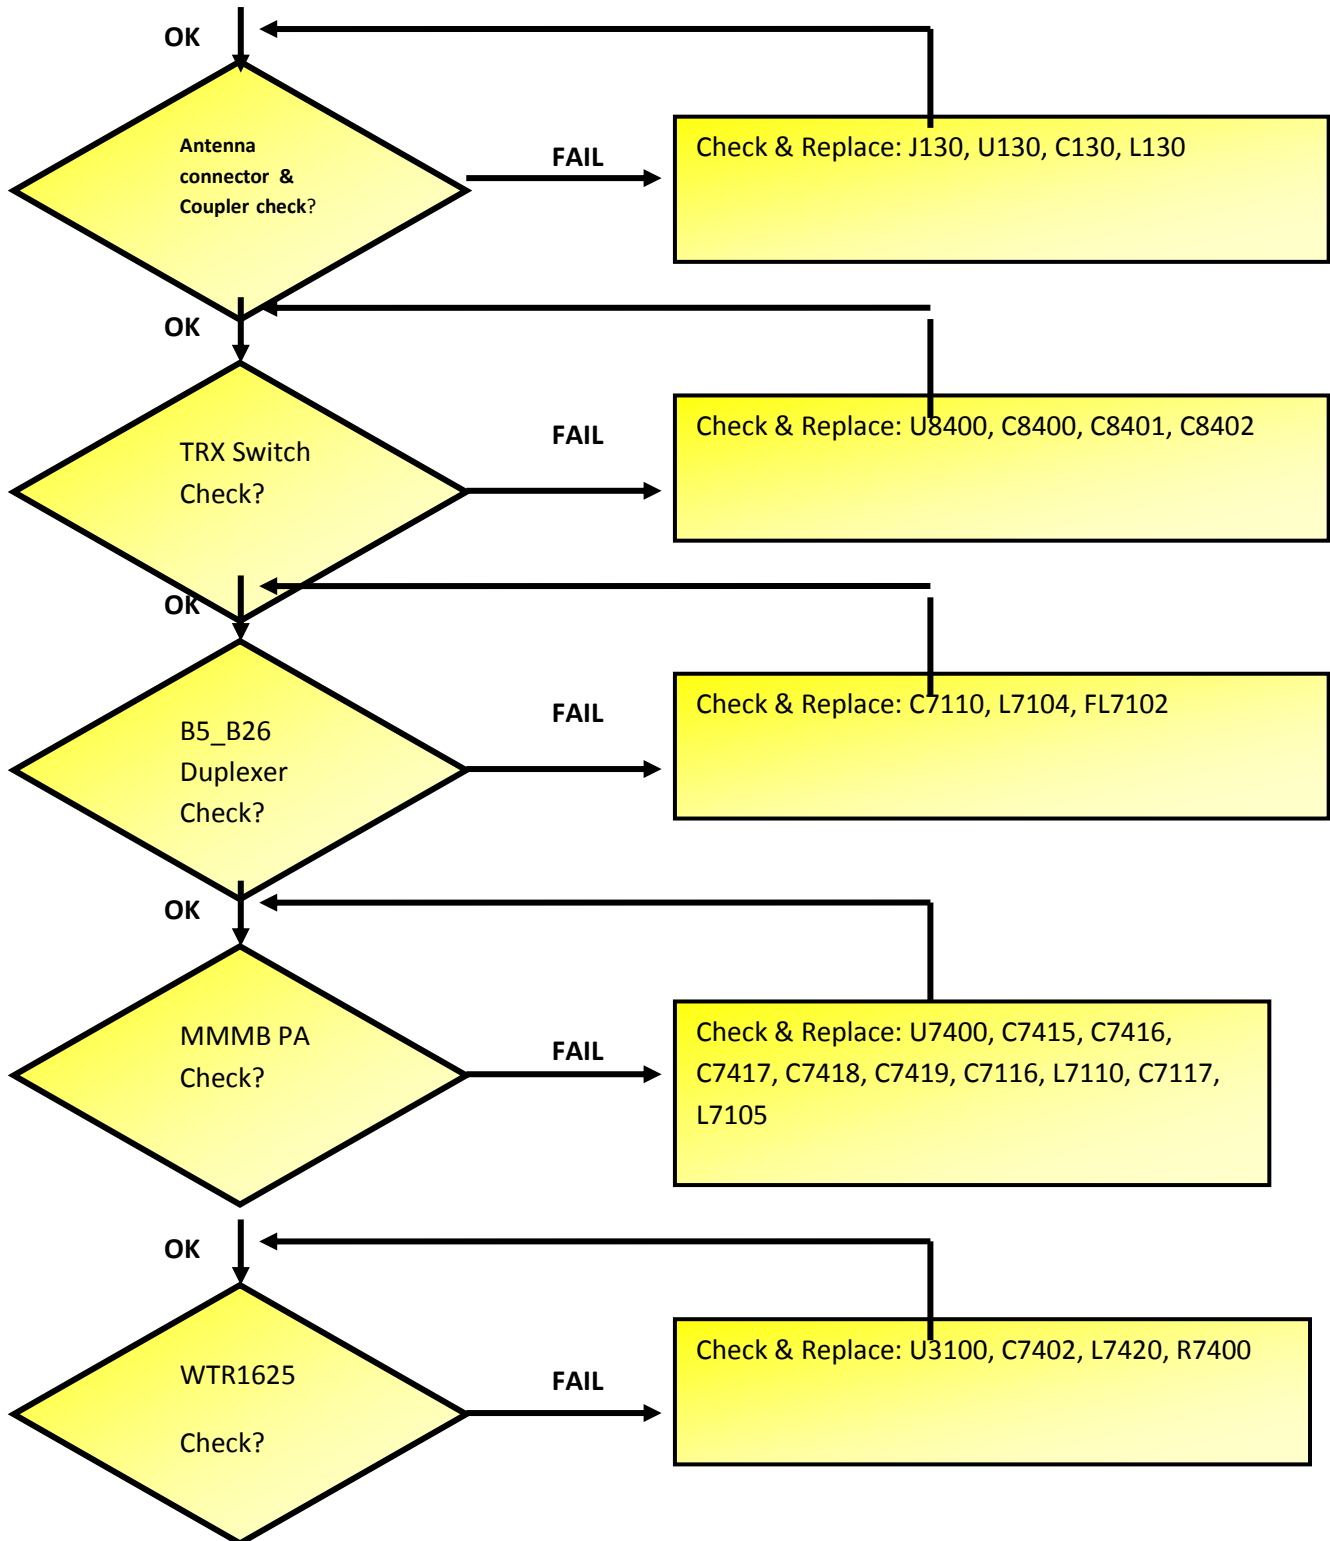 OK
Antenna
connector &
Coupler check?
FAIL
Check & Replace: J130, U130, C130, L130
OK
TRX Switch
Check?
FAIL
Check & Replace: U8400, C8400, C8401, C8402
OK
B5_B26
Duplexer
Check?
FAIL
Check & Replace: C7110, L7104, FL7102
OK
MMMB PA
Check?
FAIL
Check & Replace: U7400, C7415, C7416,
C7417, C7418, C7419, C7116, L7110, C7117,
L7105
OK
WTR1625
Check?
FAIL
Check & Replace: U3100, C7402, L7420, R7400